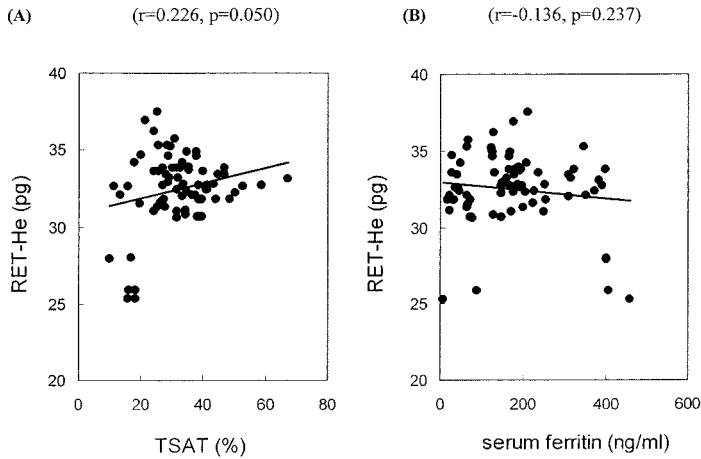 (A)
(r=0.226, p=0.050)
40
35
30
25
20
RET-He (pg)
0 20 40 60 80
TSAT (%)
(B)
(r=-0.136, p=0.237)
40
35
30
25
20
RET-He (pg)
0 200 400 600
serum ferritin (ng/ml)